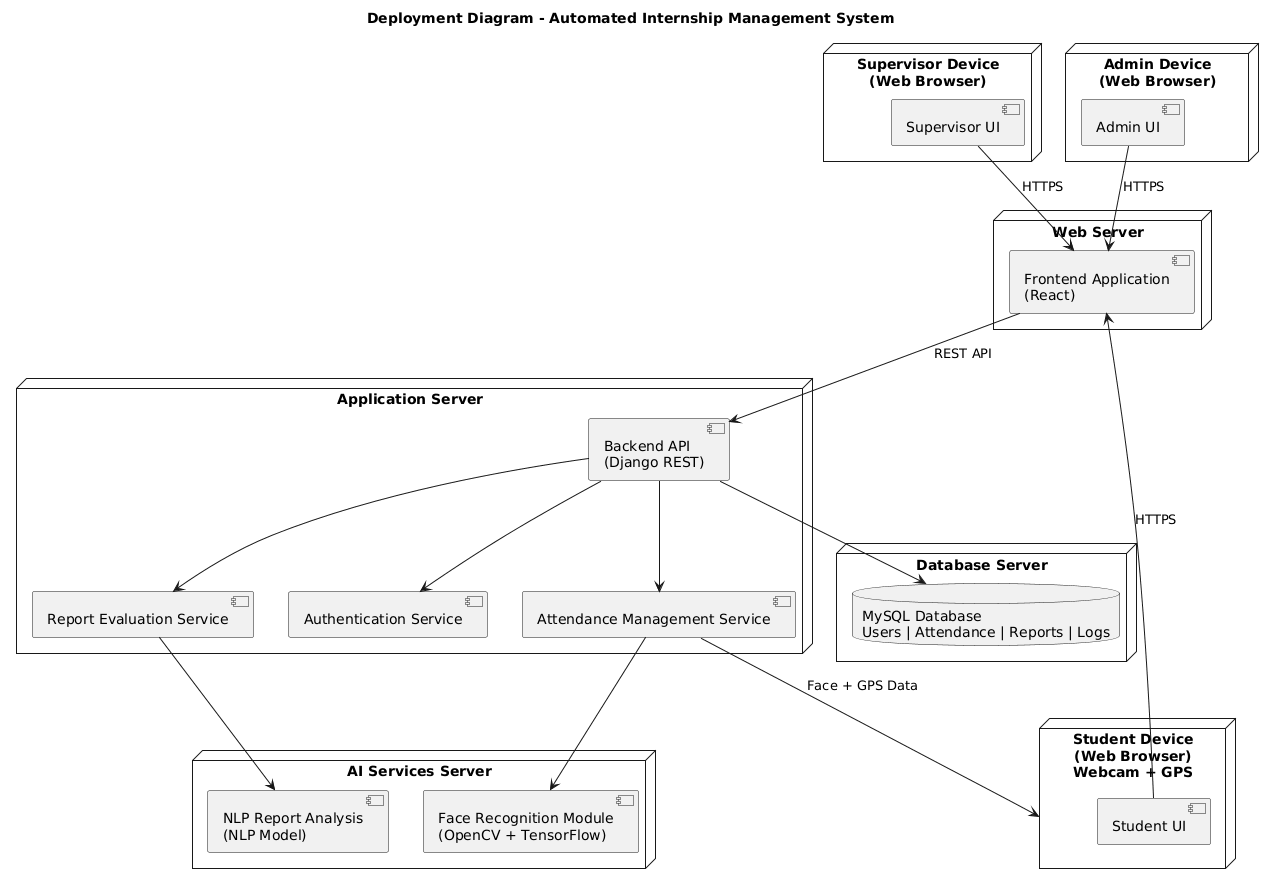 Deployment Diagram - Automated Internship Management System
Supervisor Device
(Web Browser)
Supervisor UI
Admin Device
(Web Browser)
Admin UI
HTTPS
HTTPS
Web Server
Frontend Application
(React)
REST API
Application Server
Backend API
(Django REST)
HTTPS
Report Evaluation Service
Authentication Service
Attendance Management Service
Database Server
MySQL Database
Users | Attendance | Reports | Logs
Face + GPS Data
AI Services Server
NLP Report Analysis
(NLP Model)
Face Recognition Module
(OpenCV + TensorFlow)
Student Device
(Web Browser)
Webcam + GPS
Student UI